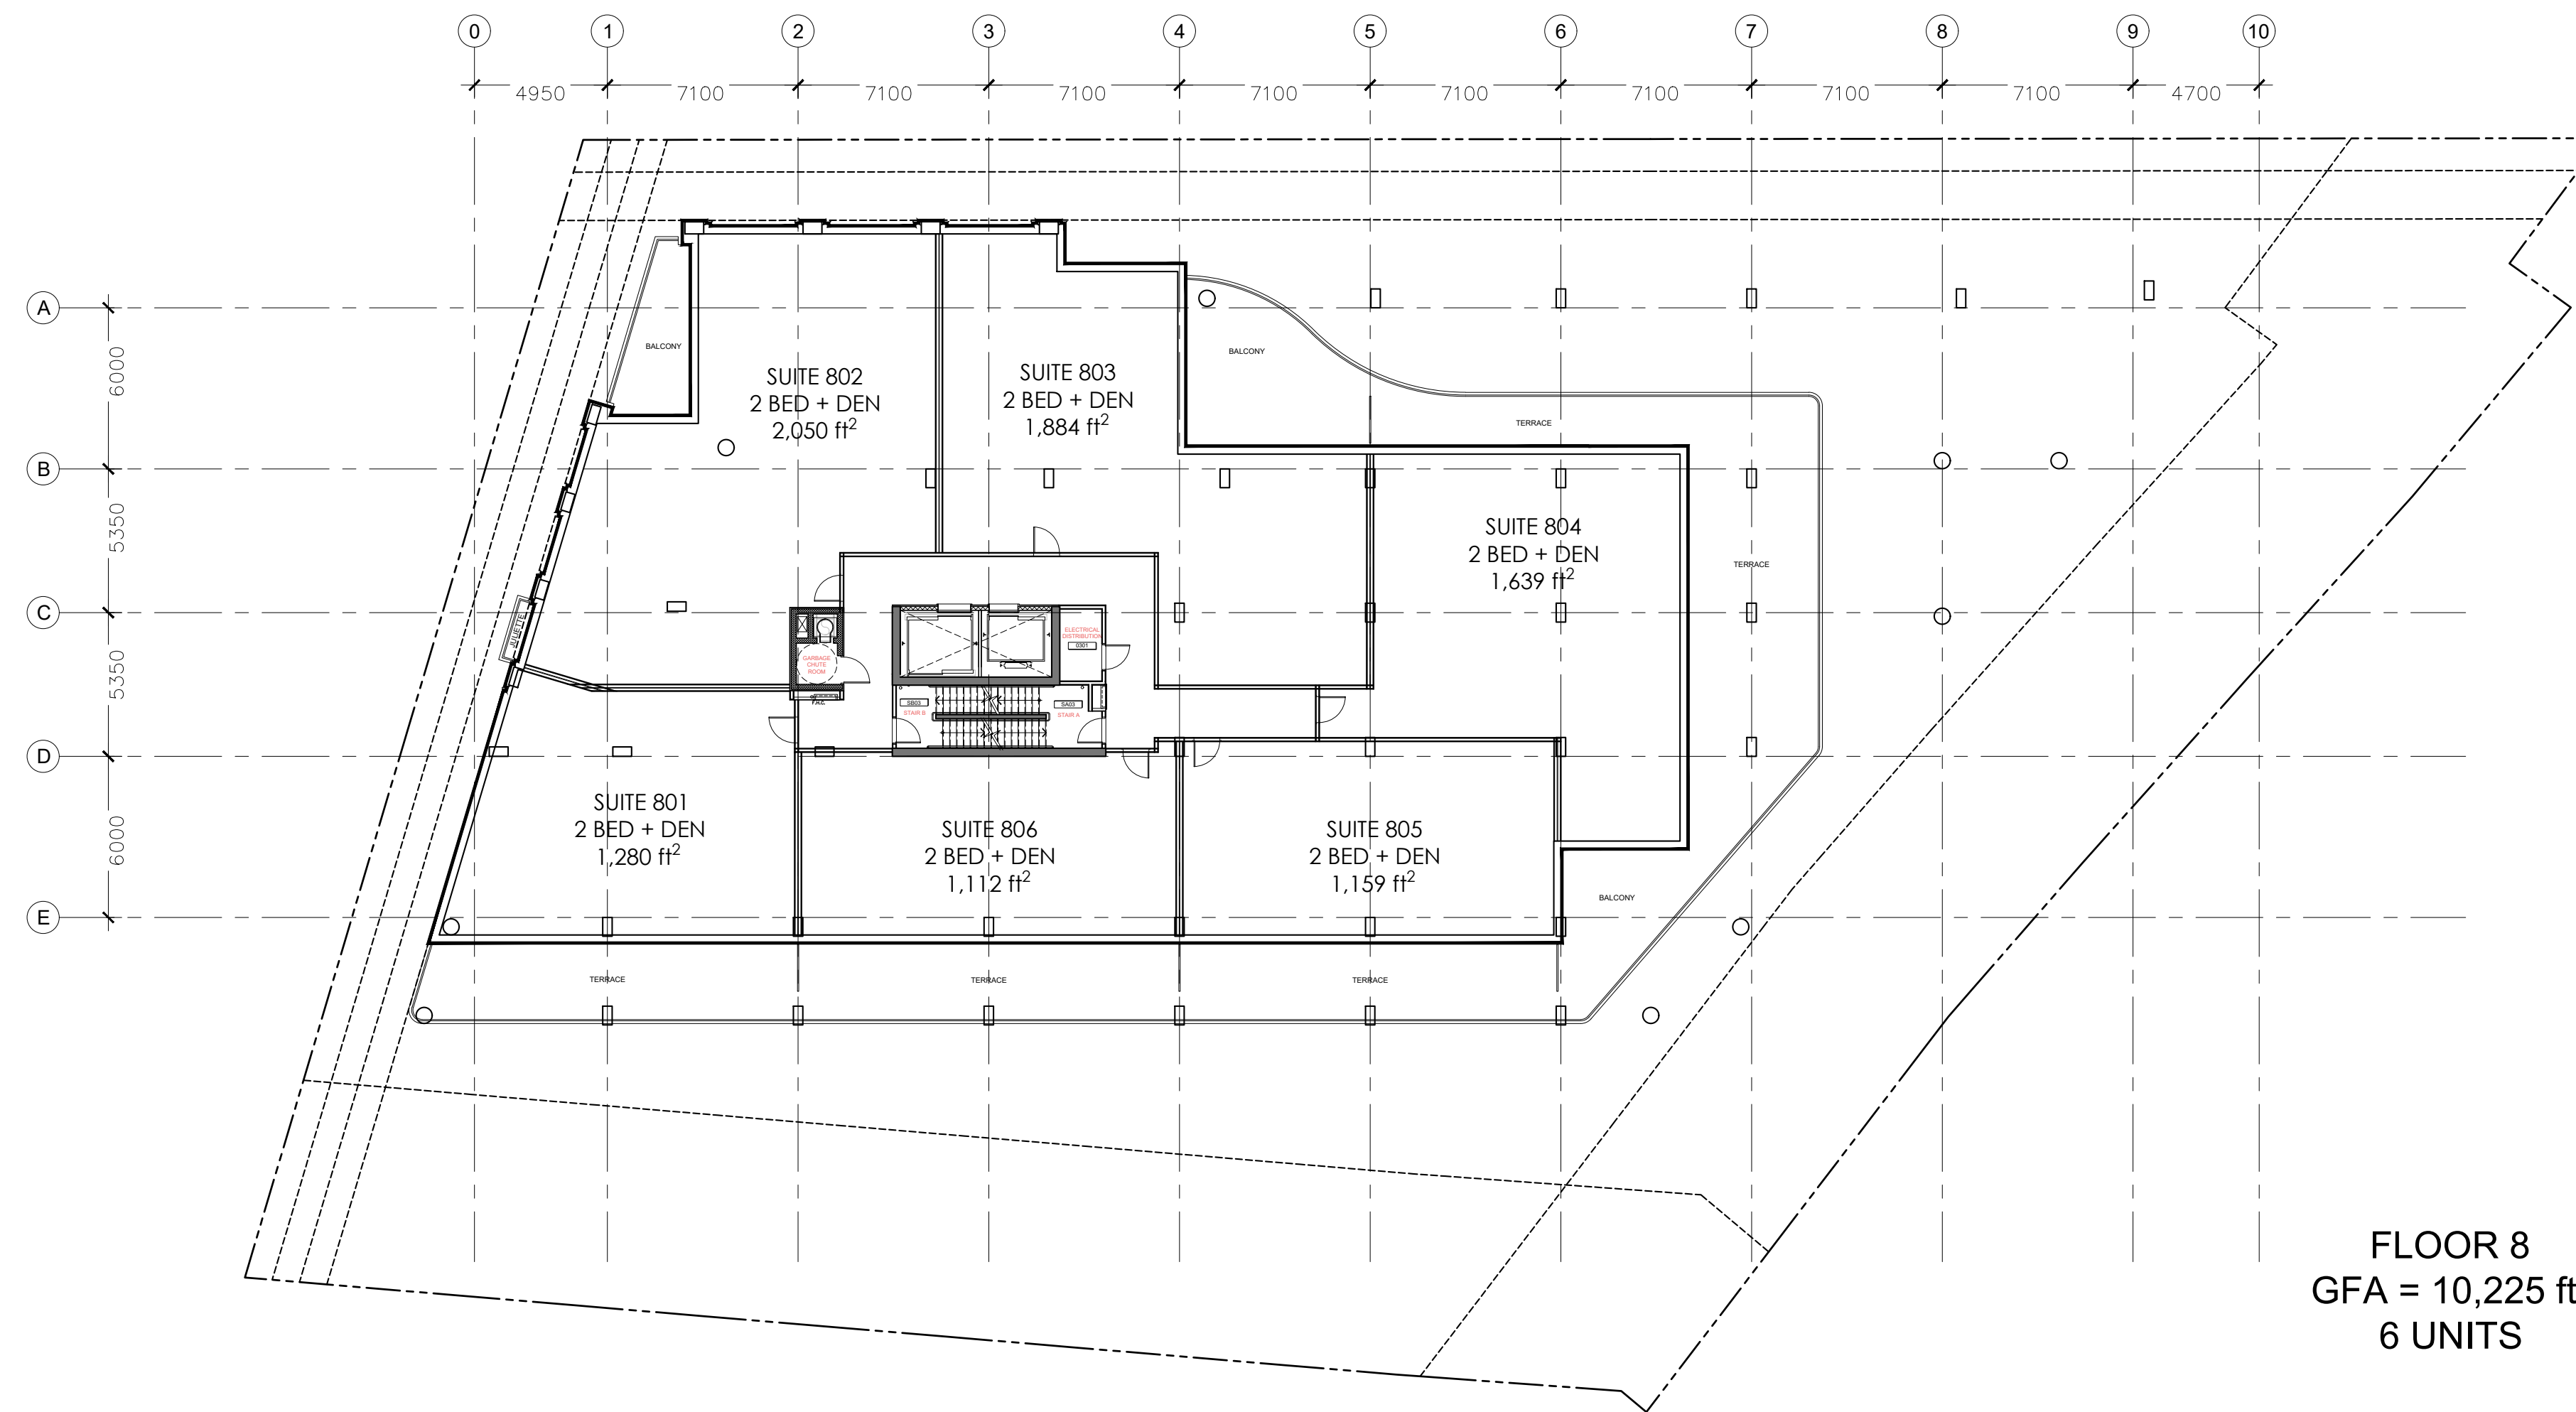 0 1 2 3 4 5 6 7 8 9 10
4950 7100 7100 7100 7100 7100 7100 7100 7100 4700
A
B
C
D
E
6000
5350
5350
6000
BALCONY
SUITE 802
2 BED + DEN
2,050 ft²
SUITE 803
2 BED + DEN
1,884 ft²
BALCONY
TERRACE
SUITE 804
2 BED + DEN
1,639 ft²
TERRACE
JULIETTE
GARBAGE
CHUTE
ROOM
F.H.C.
ELECTRICAL
DISTRIBUTION
0301
SB03
STAIR B
SA03
STAIR A
SUITE 801
2 BED + DEN
1,280 ft²
SUITE 806
2 BED + DEN
1,112 ft²
SUITE 805
2 BED + DEN
1,159 ft²
BALCONY
TERRACE
TERRACE
TERRACE
FLOOR 8
GFA = 10,225 ft
6 UNITS